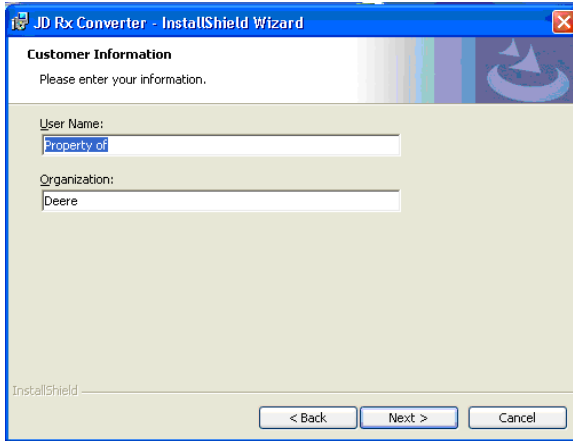 JD Rx Converter - InstallShield Wizard
Customer Information
Please enter your information.
User Name:
Property of
Organization:
Deere
InstallShield
< Back Next > Cancel